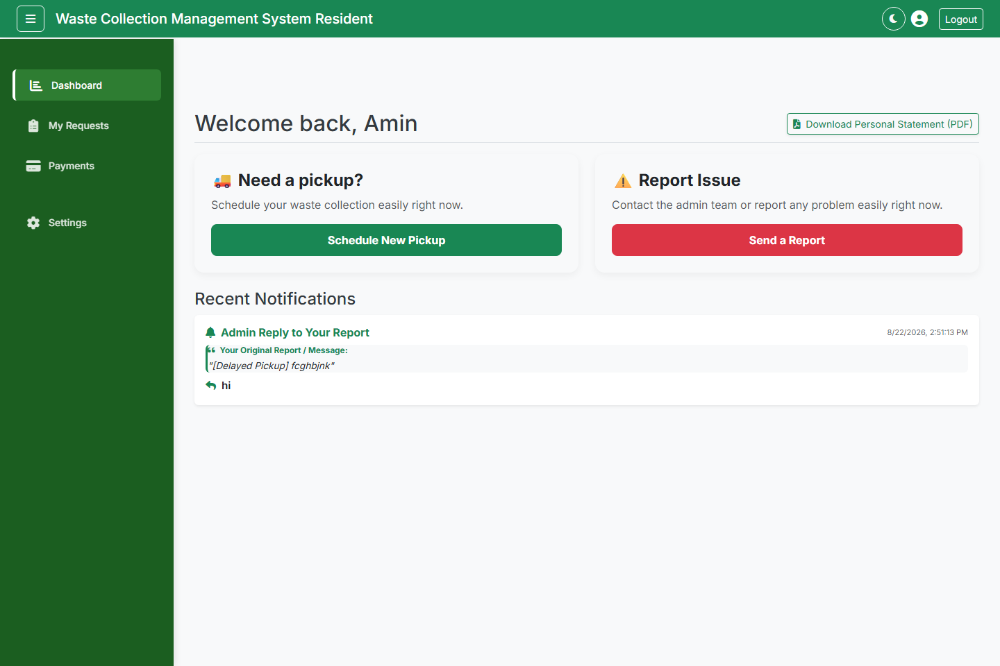 Waste Collection Management System Resident
Logout
Dashboard
My Requests
Payments
Settings
Welcome back, Amin
Download Personal Statement (PDF)
Need a pickup?
Schedule your waste collection easily right now.
Schedule New Pickup
Report Issue
Contact the admin team or report any problem easily right now.
Send a Report
Recent Notifications
Admin Reply to Your Report
8/22/2026, 2:51:13 PM
Your Original Report / Message:
"[Delayed Pickup] fcghbjnk"
hi